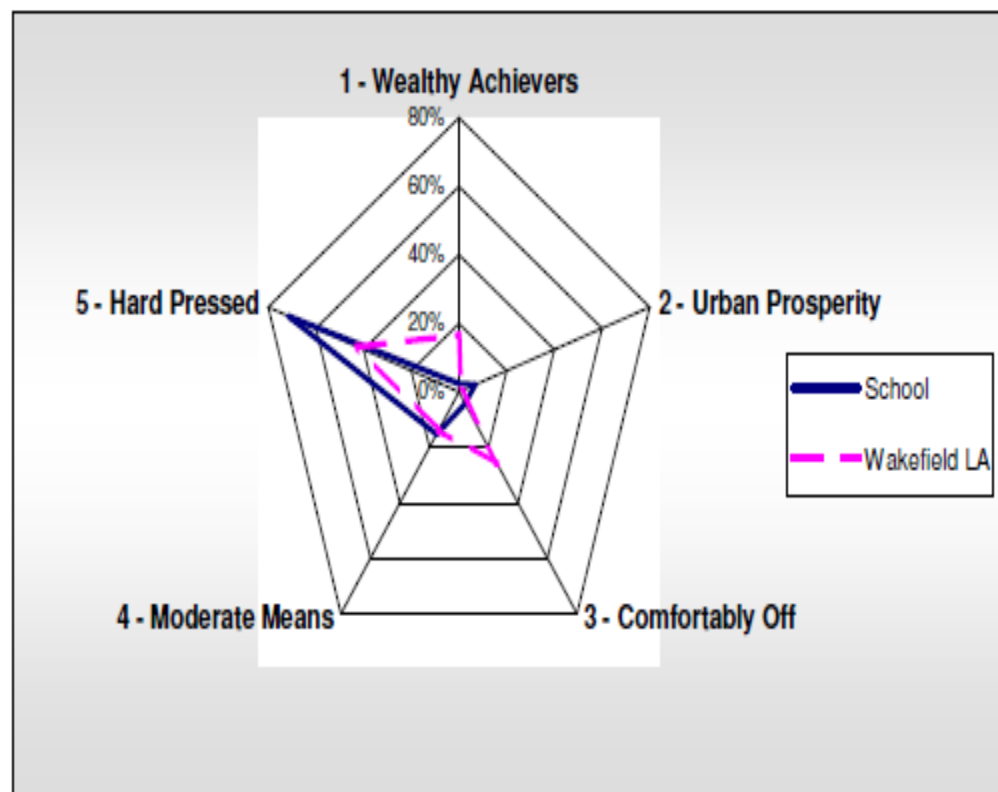 1 - Wealthy Achievers
80%
60%
40%
20%
0%
5 - Hard Pressed
2 - Urban Prosperity
School
Wakefield LA
4 - Moderate Means
3 - Comfortably Off